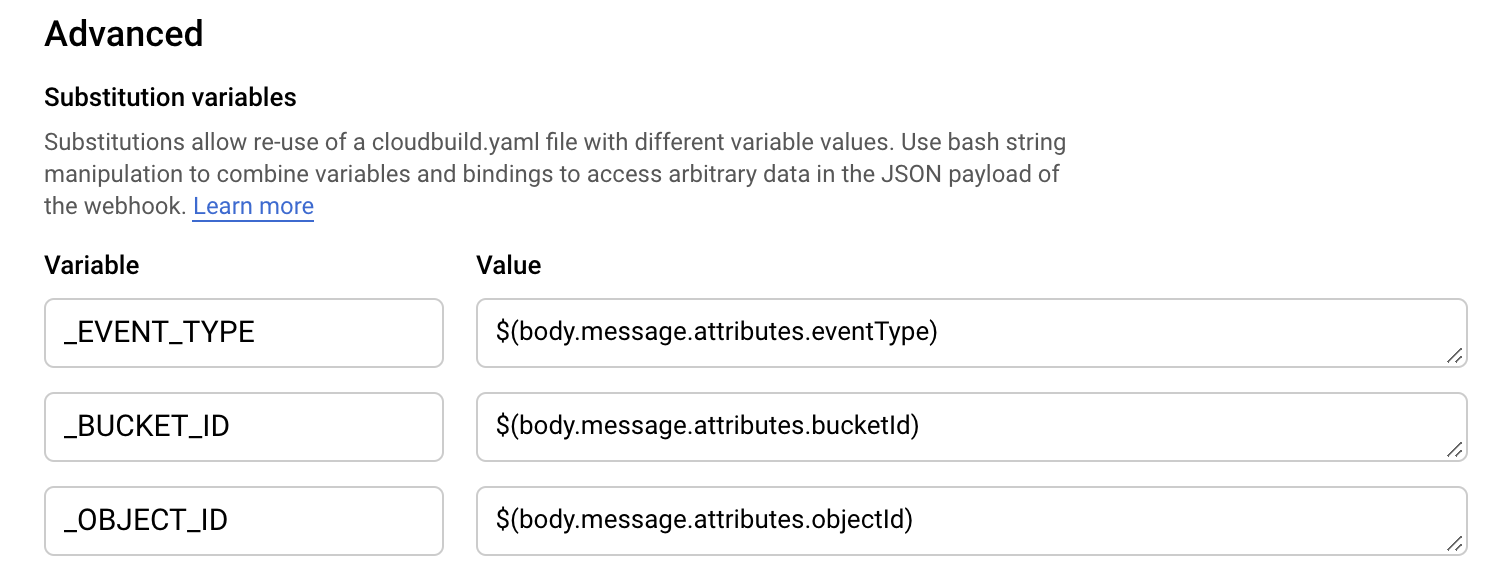 Advanced
Substitution variables
Substitutions allow re-use of a cloudbuild.yaml file with different variable values. Use bash string
manipulation to combine variables and bindings to access arbitrary data in the JSON payload of
the webhook. Learn more
Variable Value
_EVENT_TYPE $(body.message.attributes.eventType)
_BUCKET_ID $(body.message.attributes.bucketId)
_OBJECT_ID $(body.message.attributes.objectId)